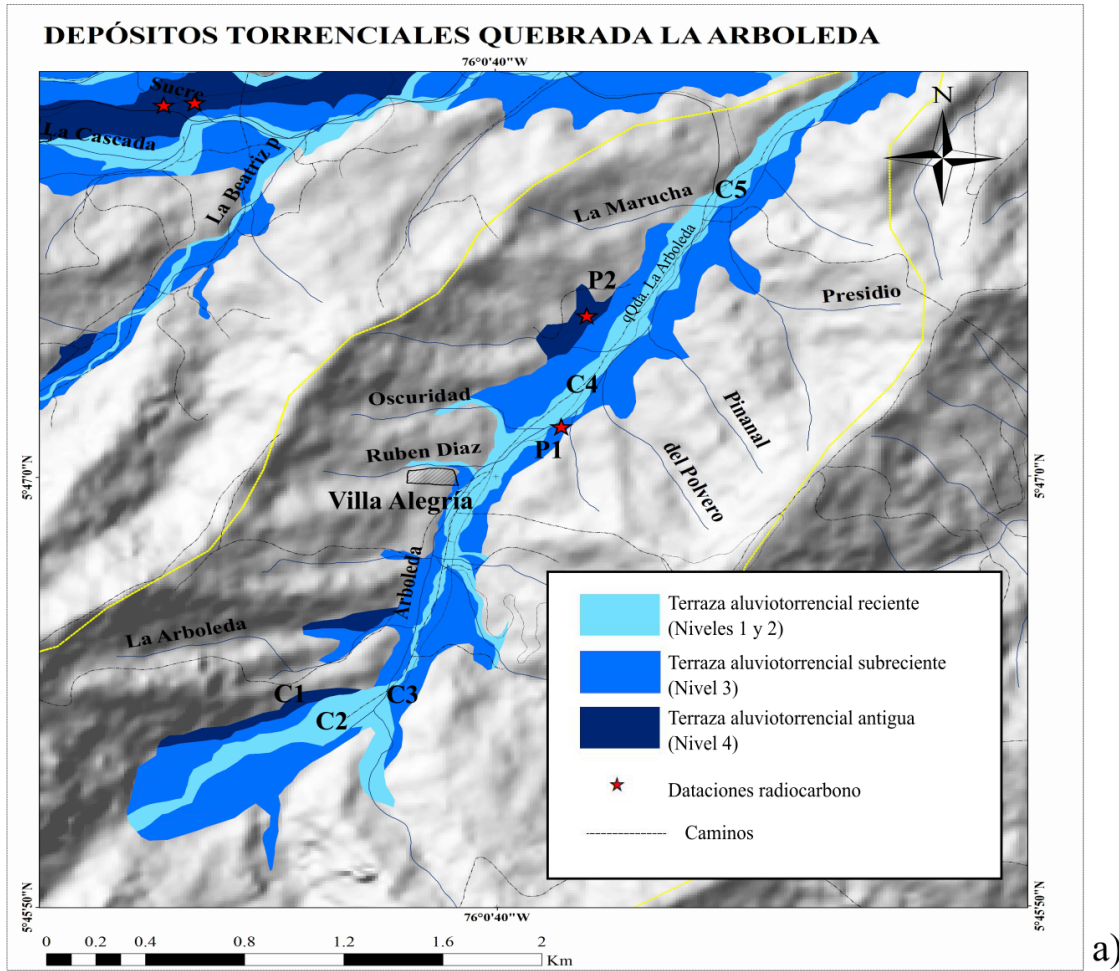 DEPÓSITOS TORRENCIALES QUEBRADA LA ARBOLEDA
76°0'40"W
Sucre
La Cascada
La Beatríz p
N
La Marucha
C5
qQda. La Arboleda
P2
Presidio
C4
Oscuridad
Pinanal
P1
Ruben Diaz
del Polvero
5°47'0"N
5°47'0"N
Villa Alegría
Arboleda
La Arboleda
C1
C2
C3
Terraza aluviotorrencial reciente
(Niveles 1 y 2)
Terraza aluviotorrencial subreciente
(Nivel 3)
Terraza aluviotorrencial antigua
(Nivel 4)
Dataciones radiocarbono
Caminos
5°45'50"N
5°45'50"N
76°0'40"W
0 0.2 0.4 0.8 1.2 1.6 2
Km
a)